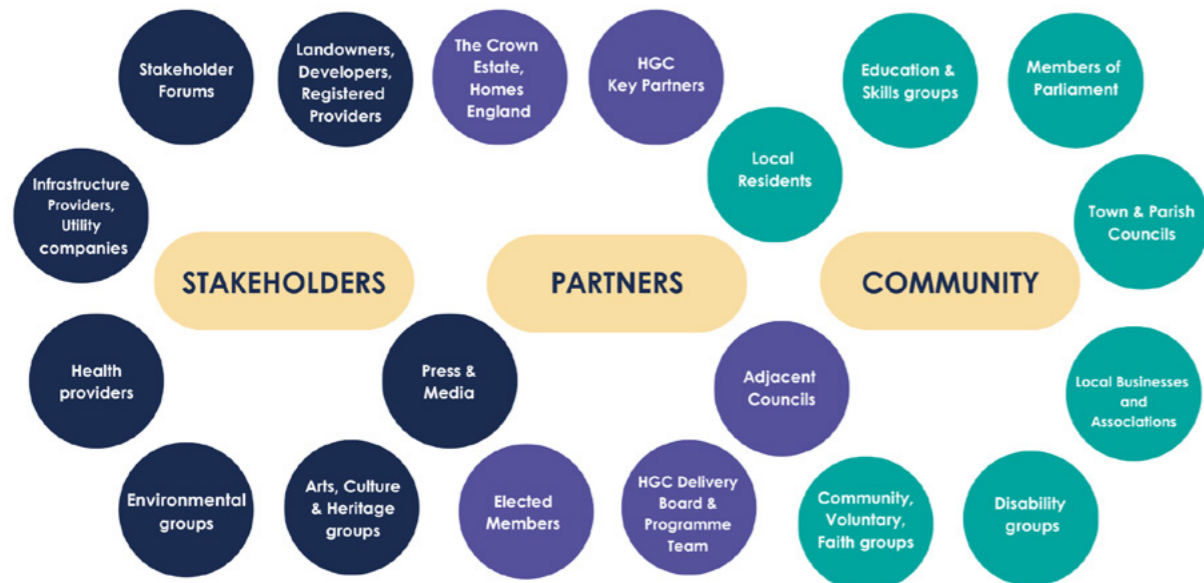 Stakeholder
Forums
Landowners,
Developers,
Registered
Providers
The Crown
Estate,
Homes
England
HGC
Key Partners
Education &
Skills groups
Members of
Parliament
Local
Residents
Infrastructure
Providers,
Utility
companies
Town & Parish
Councils
STAKEHOLDERS
PARTNERS
COMMUNITY
Health
providers
Press &
Media
Adjacent
Councils
Local Businesses
and
Associations
Environmental
groups
Arts, Culture
& Heritage
groups
Elected
Members
HGC Delivery
Board &
Programme
Team
Community,
Voluntary,
Faith groups
Disability
groups